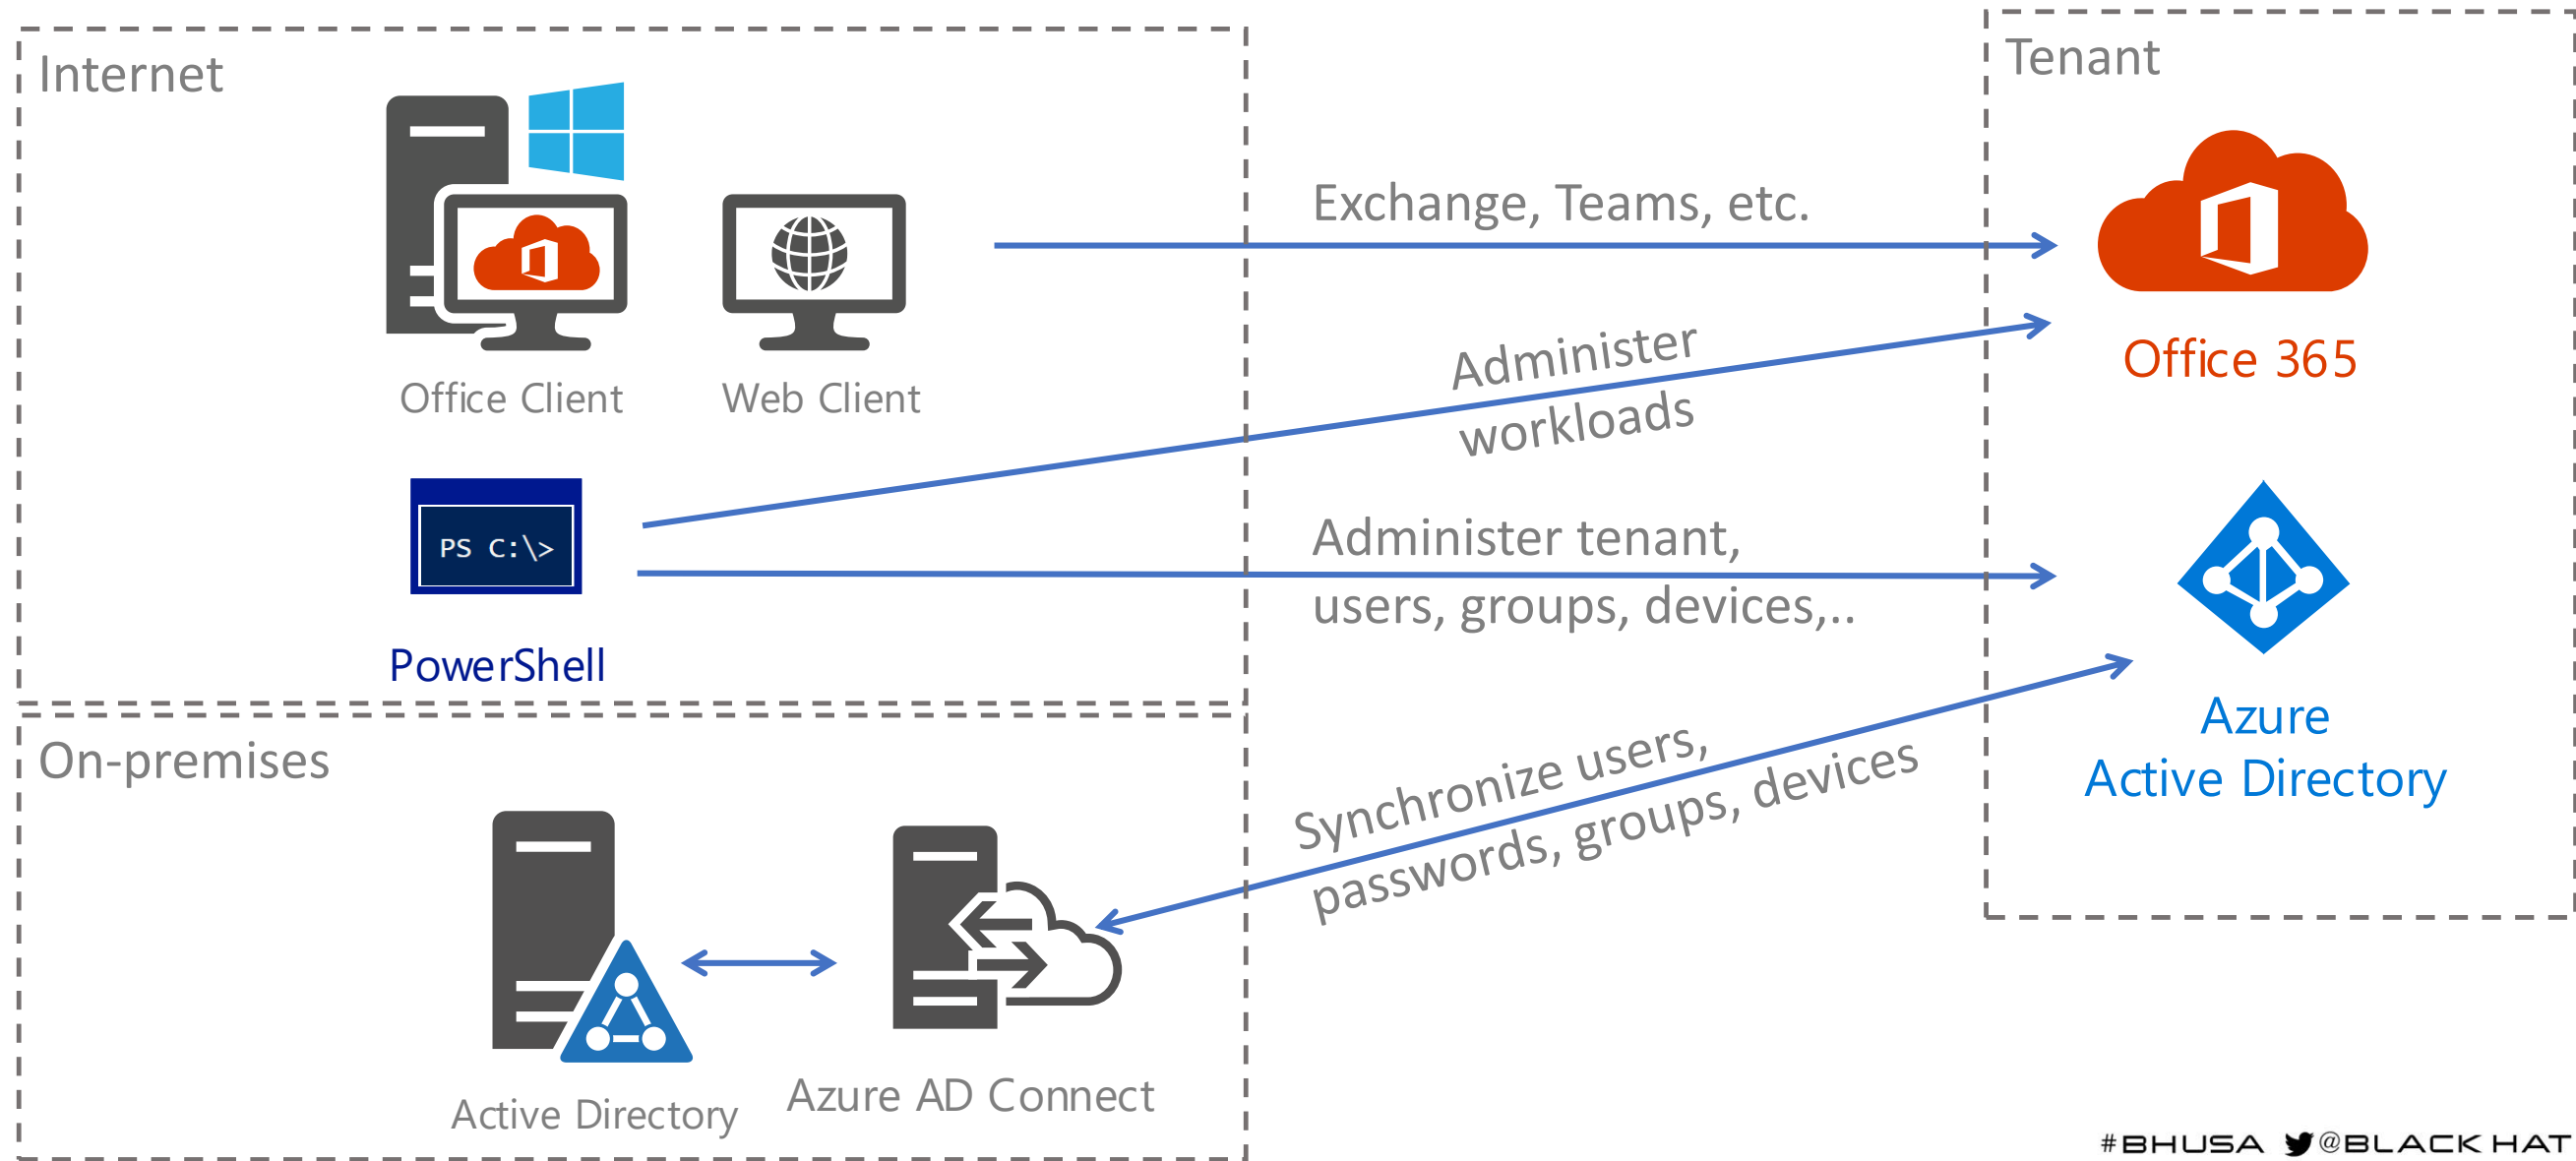 Internet
Tenant
Exchange, Teams, etc.
Office Client
Web Client
Office 365
Administer
workloads
PS C:\>
PowerShell
Administer tenant,
users, groups, devices,..
Azure
Active Directory
On-premises
Synchronize users,
passwords, groups, devices
Active Directory
Azure AD Connect
#BHUSA @BLACK HAT